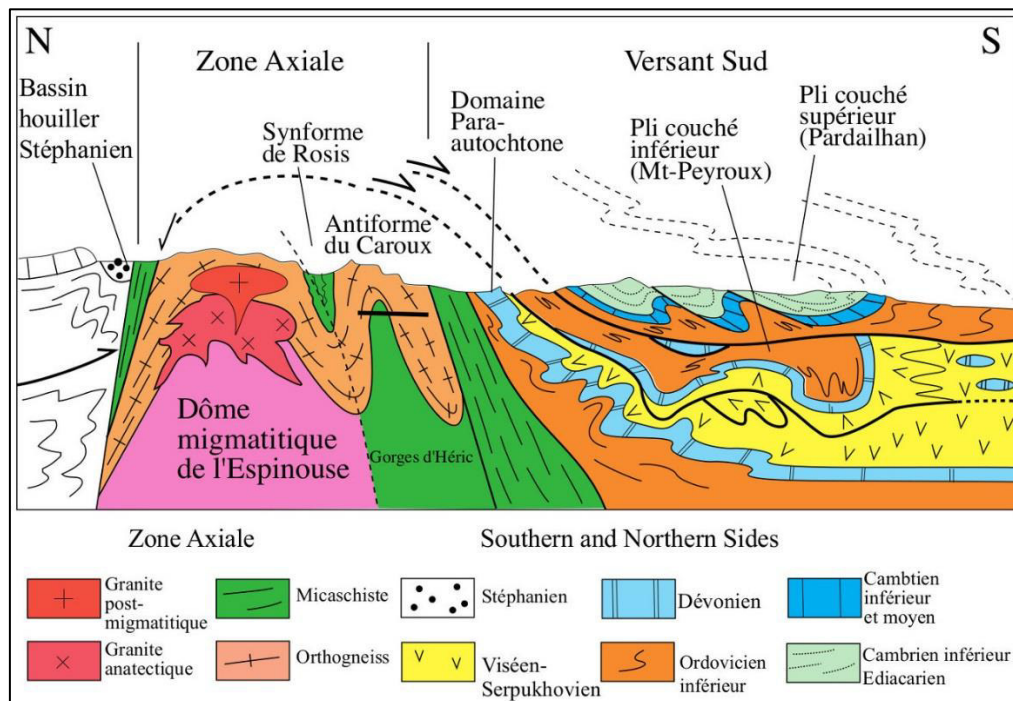 N
S
Zone Axiale
Versant Sud
Bassin
houiller
Stéphanien
Synforme
de Rosis
Domaine
Para-
autochtone
Pli couché
inférieur
(Mt-Peyroux)
Pli couché
supérieur
(Pardailhan)
Antiforme
du Caroux
Dôme
migmatitique
de l'Espinouse
Gorges d'Héric
Zone Axiale
Southern and Northern Sides
Granite
post-
migmatitique
Micaschiste
Stéphanien
Dévonien
Cambtien
inférieur
et moyen
Granite
anatectique
Orthogneiss
Viséen-
Serpukhovien
Ordovicien
inférieur
Cambrien inférieur
Ediacarien